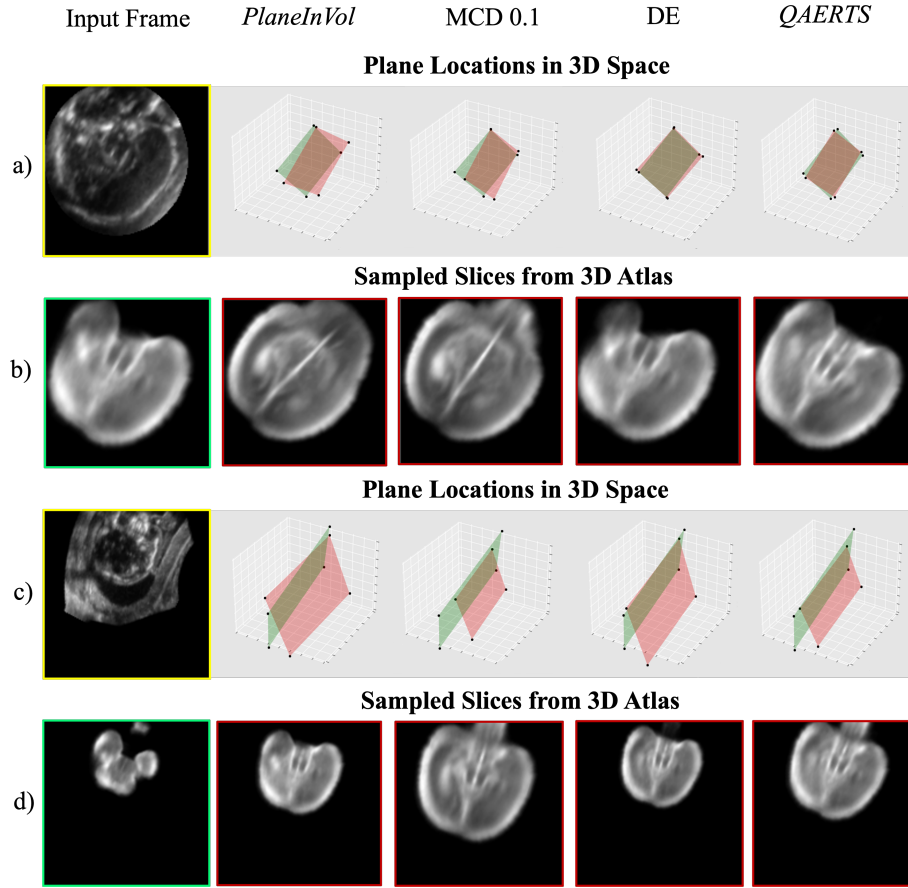 Input Frame PlaneInVol MCD 0.1 DE QAERTS
Plane Locations in 3D Space
a)
Sampled Slices from 3D Atlas
b)
Plane Locations in 3D Space
c)
Sampled Slices from 3D Atlas
d)